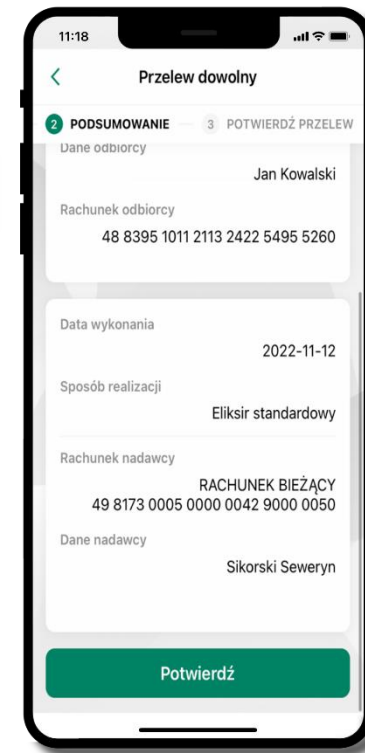 11:18
Przelew dowolny
2 PODSUMOWANIE 3 POTWIERDŹ PRZELEW
Dane odbiorcy
Jan Kowalski
Rachunek odbiorcy
48 8395 1011 2113 2422 5495 5260
Data wykonania
2022-11-12
Sposób realizacji
Eliksir standardowy
Rachunek nadawcy
RACHUNEK BIEŻĄCY
49 8173 0005 0000 0042 9000 0050
Dane nadawcy
Sikorski Seweryn
Potwierdź